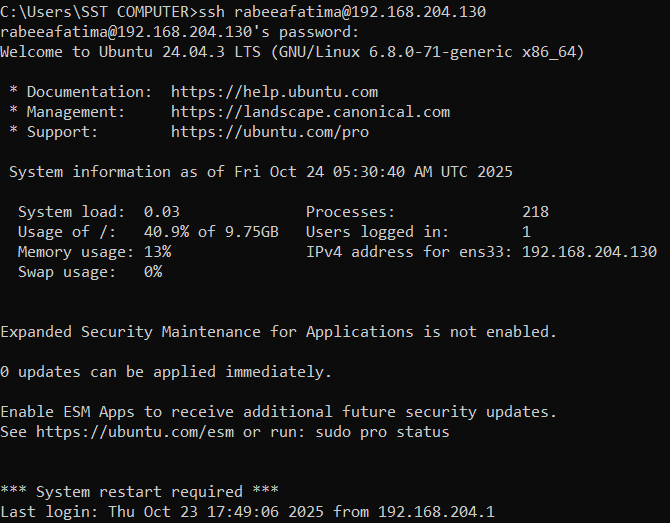 C:\Users\SST COMPUTER>ssh rabeeafatima@192.168.204.130
rabeeafatima@192.168.204.130's password:
Welcome to Ubuntu 24.04.3 LTS (GNU/Linux 6.8.0-71-generic x86_64)
* Documentation:  https://help.ubuntu.com
* Management:     https://landscape.canonical.com
* Support:        https://ubuntu.com/pro
System information as of Fri Oct 24 05:30:40 AM UTC 2025
System load:  0.03               Processes:              218
Usage of /:   40.9% of 9.75GB   Users logged in:        1
Memory usage: 13%               IPv4 address for ens33: 192.168.204.130
Swap usage:   0%
Expanded Security Maintenance for Applications is not enabled.
0 updates can be applied immediately.
Enable ESM Apps to receive additional future security updates.
See https://ubuntu.com/esm or run: sudo pro status
*** System restart required ***
Last login: Thu Oct 23 17:49:06 2025 from 192.168.204.1